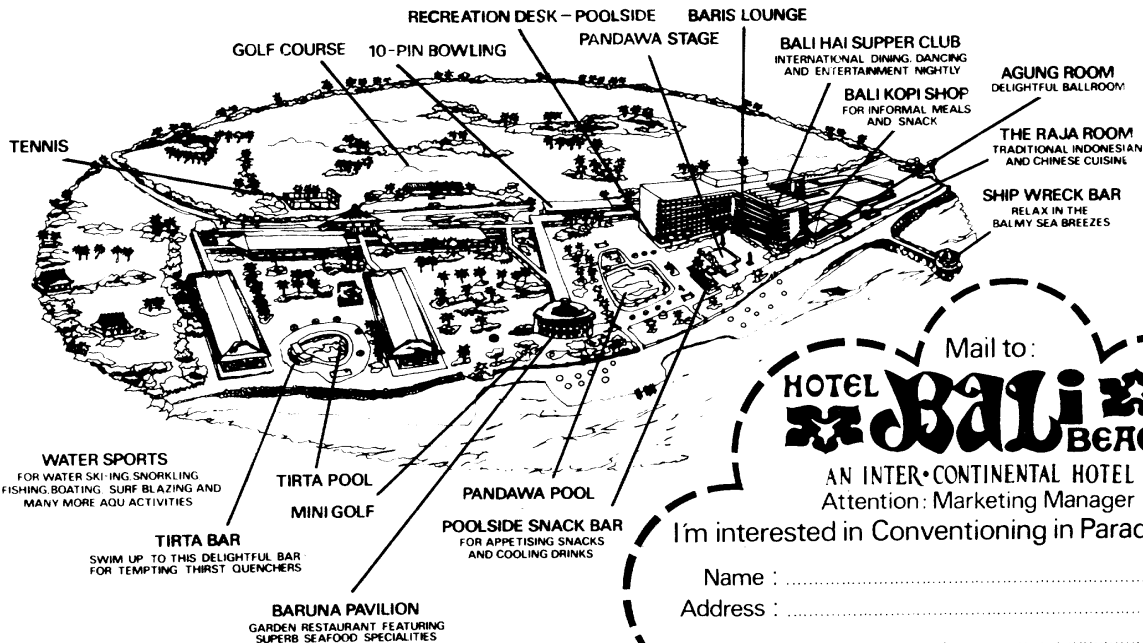 RECREATION DESK – POOLSIDE
BARIS LOUNGE
PANDAWA STAGE
GOLF COURSE
10-PIN BOWLING
BALI HAI SUPPER CLUB
INTERNATIONAL DINING, DANCING
AND ENTERTAINMENT NIGHTLY
AGUNG ROOM
DELIGHTFUL BALLROOM
BALI KOPI SHOP
FOR INFORMAL MEALS
AND SNACK
TENNIS
THE RAJA ROOM
TRADITIONAL INDONESIAN
AND CHINESE CUISINE
SHIP WRECK BAR
RELAX IN THE
BALMY SEA BREEZES
WATER SPORTS
FOR WATER SKI-ING, SNORKLING
FISHING, BOATING, SURF BLAZING AND
MANY MORE AQU ACTIVITIES
TIRTA POOL
MINI GOLF
PANDAWA POOL
TIRTA BAR
SWIM UP TO THIS DELIGHTFUL BAR
FOR TEMPTING THIRST QUENCHERS
POOLSIDE SNACK BAR
FOR APPETISING SNACKS
AND COOLING DRINKS
BARUNA PAVILION
GARDEN RESTAURANT FEATURING
SUPERB SEAFOOD SPECIALITIES
Mail to:
HOTEL BALI
AN INTER•CONTINENTAL HOTEL
Attention: Marketing Manager
I'm interested in Conventioning in
Name :
Address :